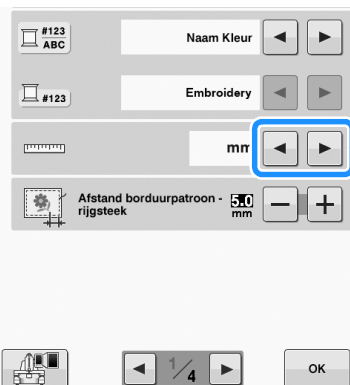 #123
ABC
Naam Kleur
#123
Embroidery
mm
Afstand borduurpatroon -
rijgsteek
5.0
mm
1/4
OK